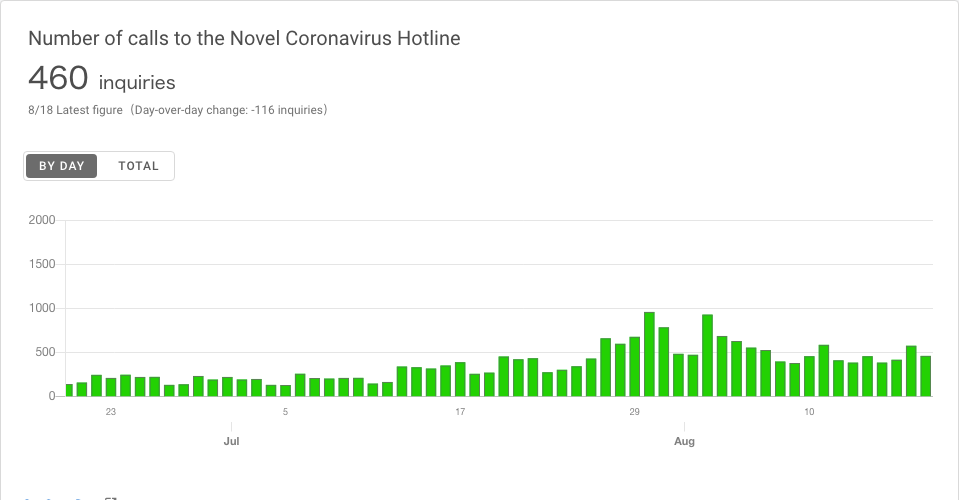 Number of calls to the Novel Coronavirus Hotline
460 inquiries
8/18 Latest figure（Day-over-day change: -116 inquiries）
BY DAY TOTAL
2000
1500
1000
500
0
23 5 17 29 10
Jul Aug